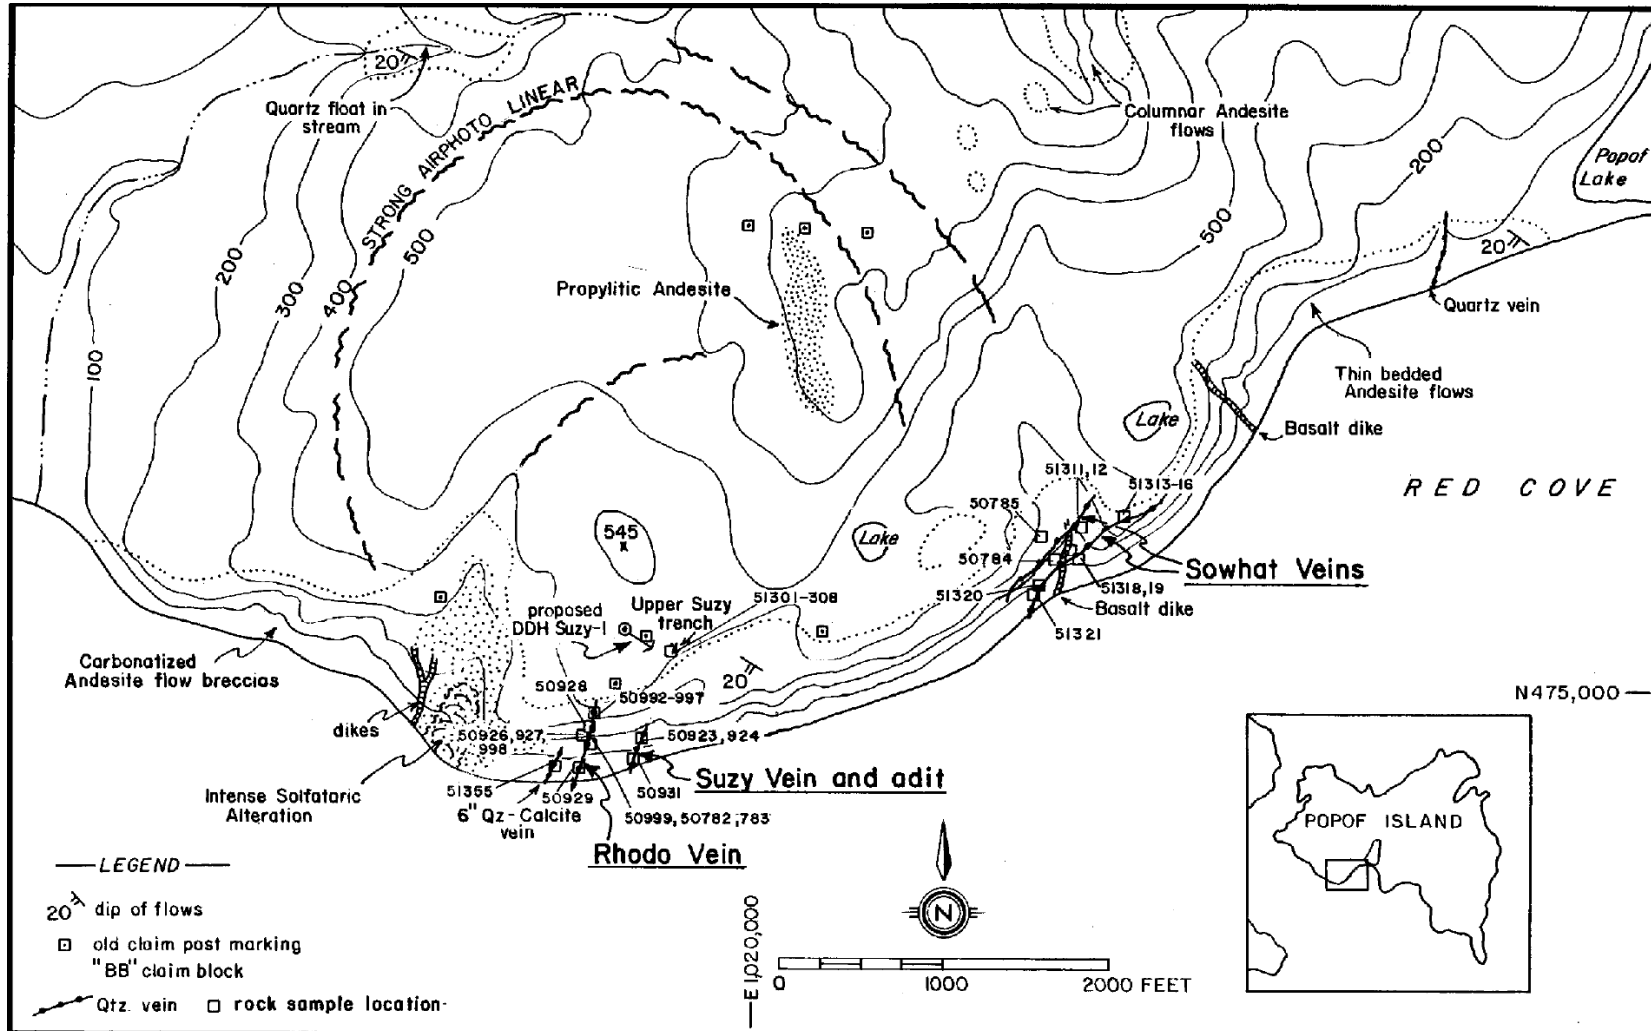 20
Quartz float in
stream
STRONG AIRPHOTO LINEAR
Columnar Andesite
flows
200
Popof
Lake
500
20
200
300
400
500
100
Propylitic Andesite
Quartz vein
Thin bedded
Andesite flows
Basalt dike
Lake
RED COVE
51311,12
51313-16
50785
545
Lake
50784
Sowhat Veins
51320
51318,19
Basalt dike
51321
51301-308
proposed
DDH Suzy-1
Upper Suzy
trench
Carbonatized
Andesite flow breccias
20
N475,000
50928
50992-997
dikes
50926,927,
998
50923,924
Suzy Vein and adit
Intense Solfataric
Alteration
51355
50929
50931
6" Qz-Calcite
vein
50999,50782,783
Rhodo Vein
POPOF ISLAND
LEGEND
20 dip of flows
old claim post marking
"BB" claim block
Qtz. vein
rock sample location
N
E 1,020,000
0 1000 2000 FEET